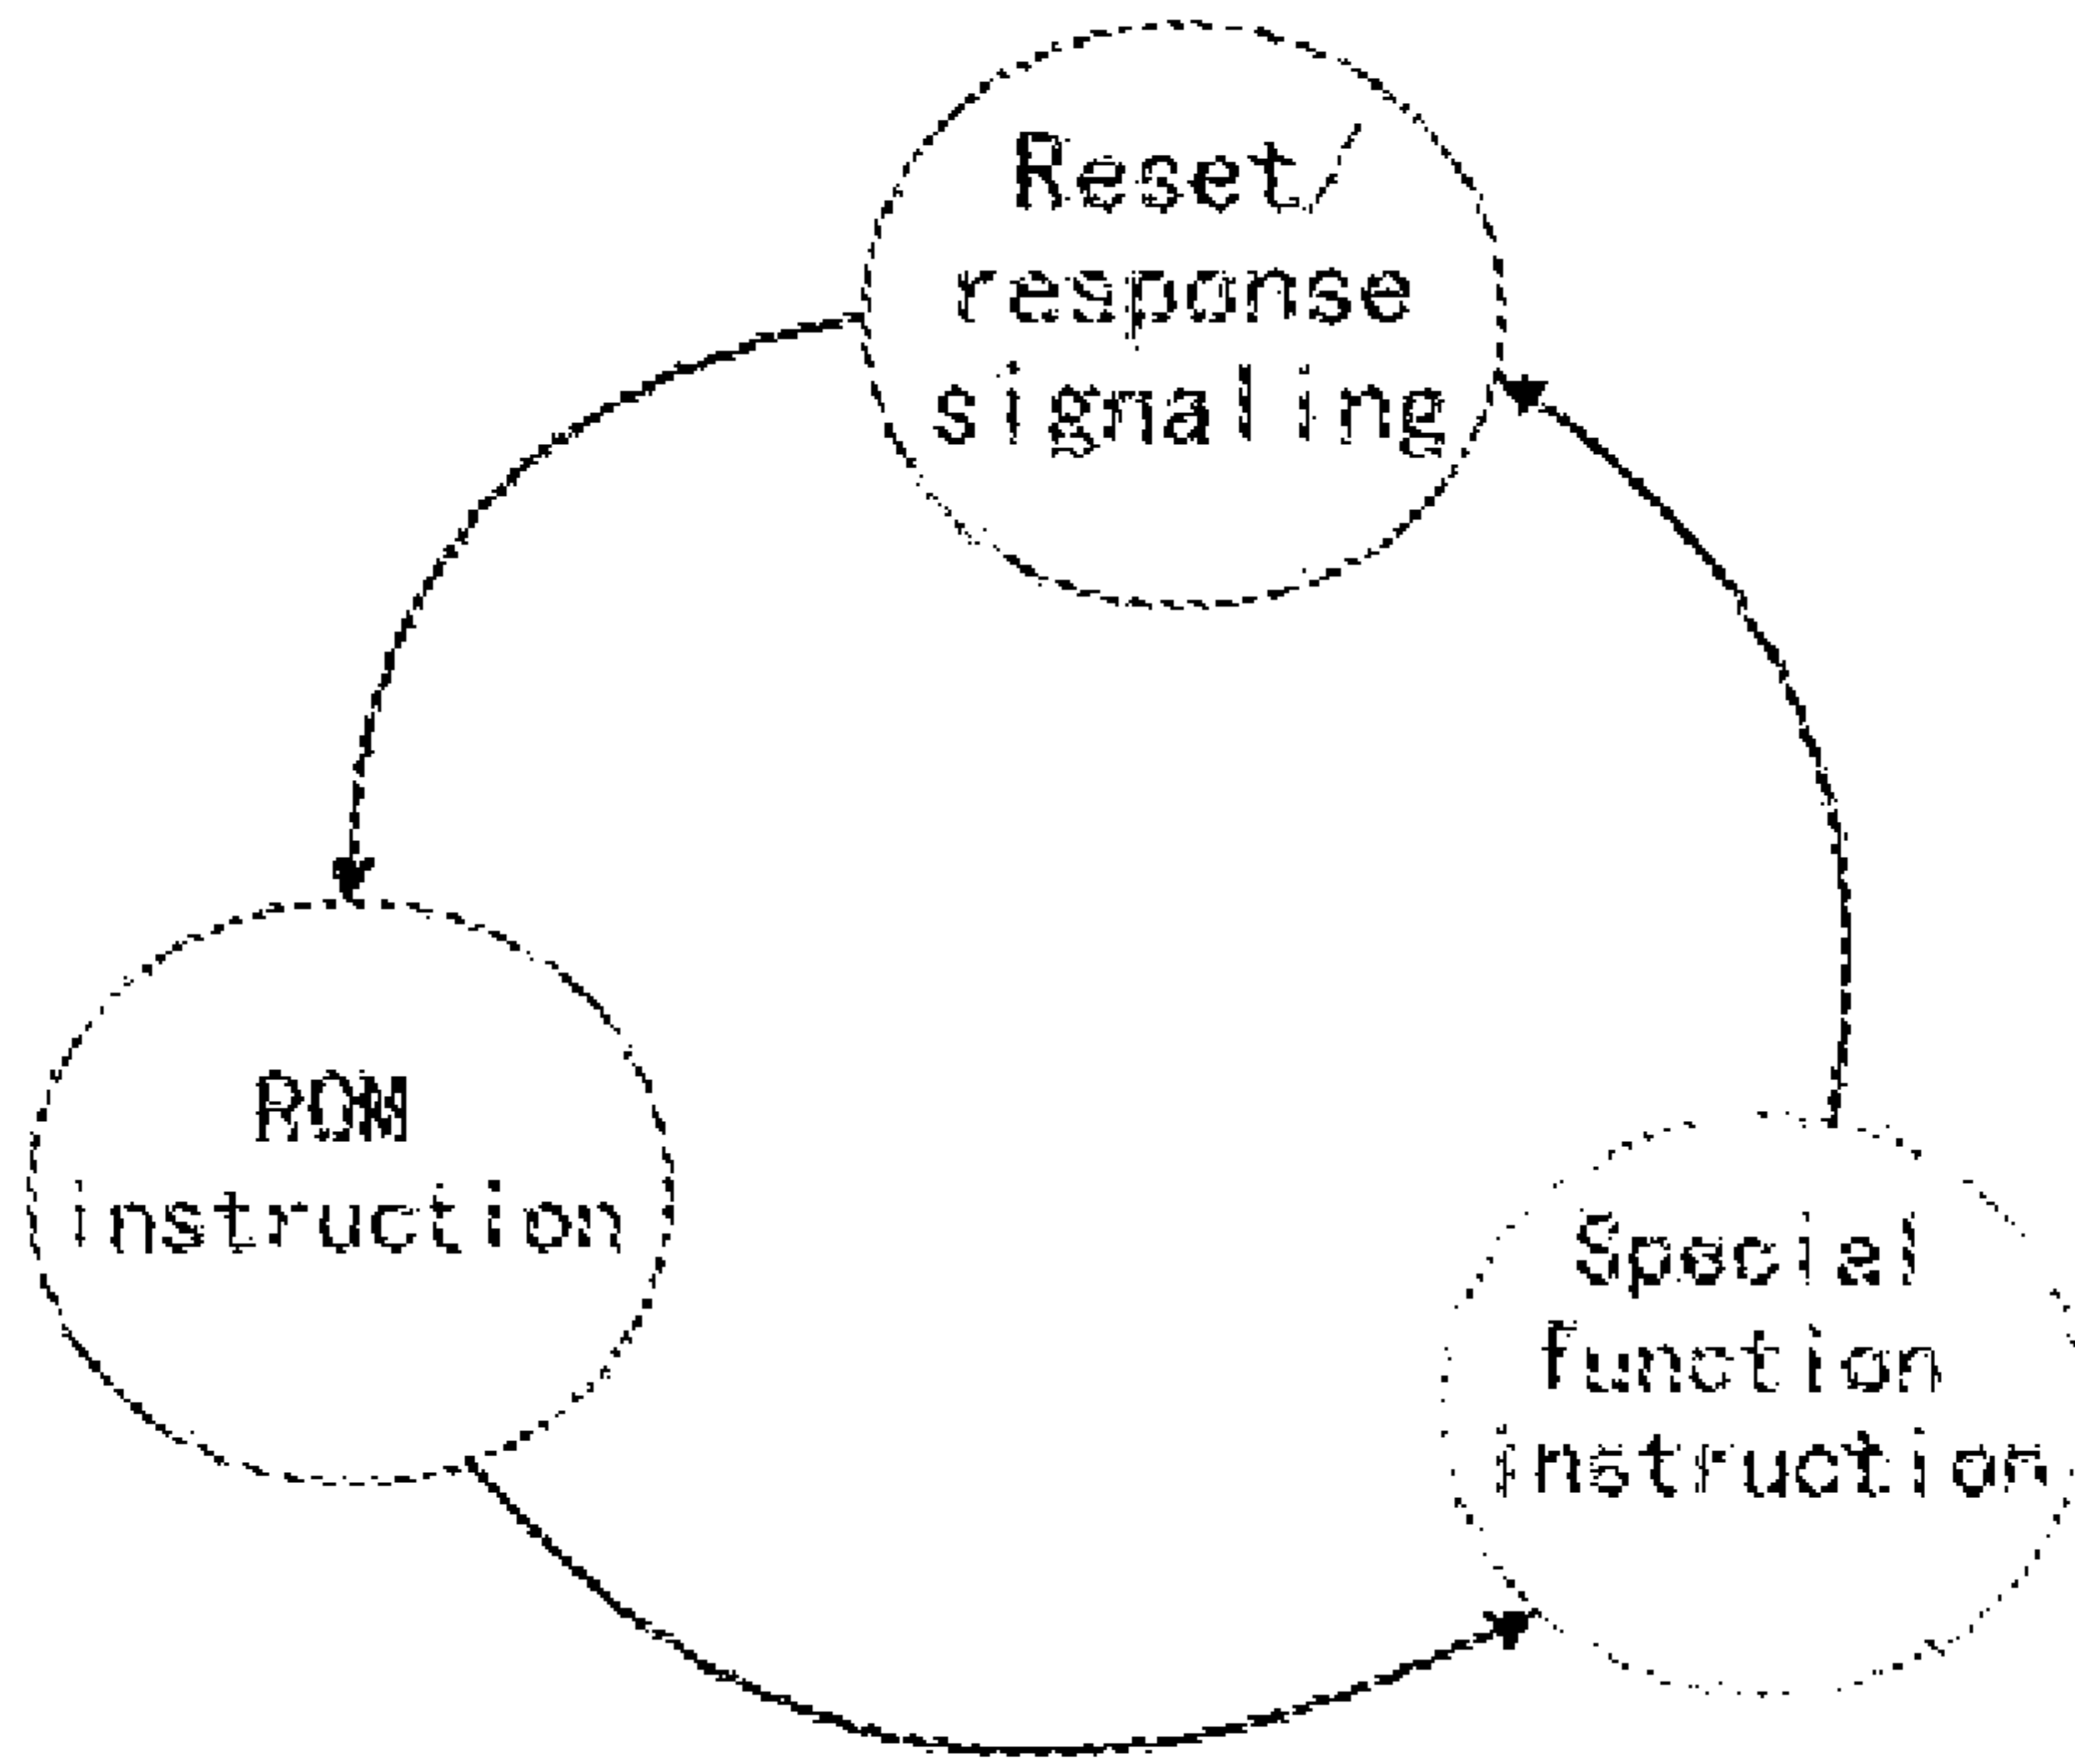 Reset/
response
signaling
ROM
instruction
Special
function
instruction